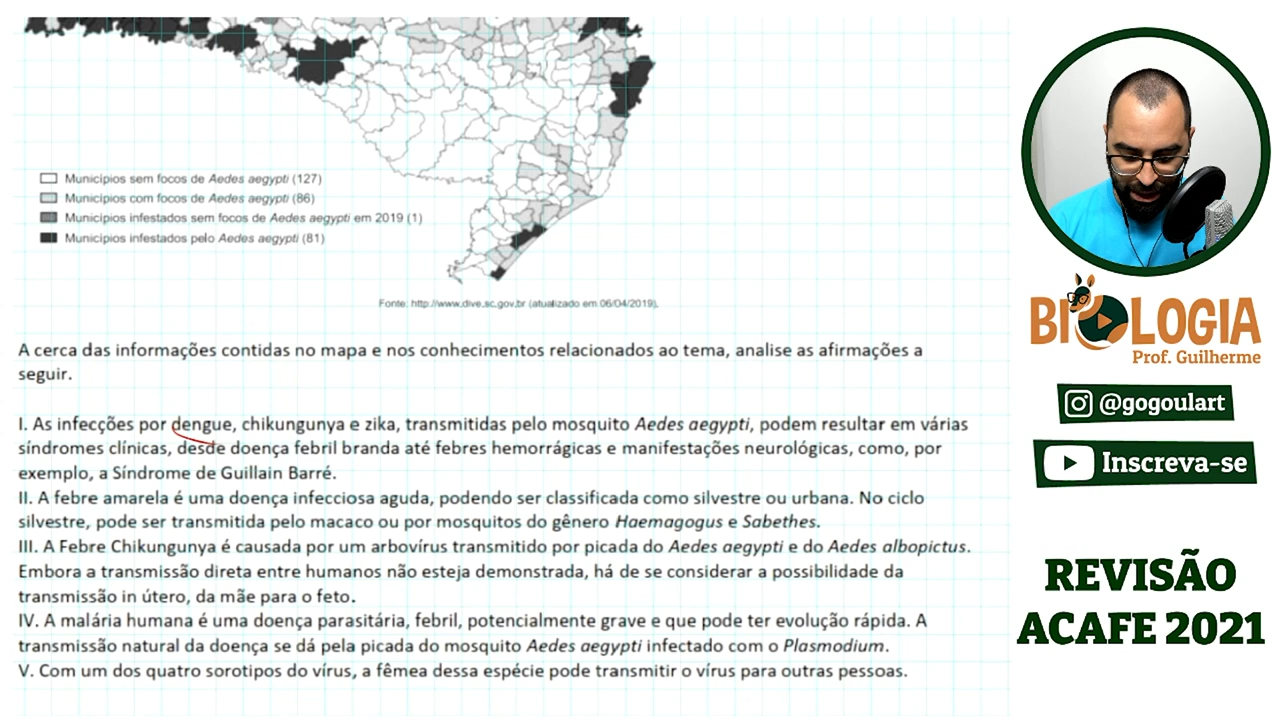 Municípios sem focos de Aedes aegypti (127)
Municípios com focos de Aedes aegypti (86)
Municípios infestados sem focos de Aedes aegypti em 2019 (1)
Municípios infestados pelo Aedes aegypti (81)
Fonte: http://www.dive.sc.gov.br (atualizado em 06/04/2019).
A cerca das informações contidas no mapa e nos conhecimentos relacionados ao tema, analise as afirmações a
seguir.
I. As infecções por dengue, chikungunya e zika, transmitidas pelo mosquito Aedes aegypti, podem resultar em várias
síndromes clínicas, desde doença febril branda até febres hemorrágicas e manifestações neurológicas, como, por
exemplo, a Síndrome de Guillain Barré.
II. A febre amarela é uma doença infecciosa aguda, podendo ser classificada como silvestre ou urbana. No ciclo
silvestre, pode ser transmitida pelo macaco ou por mosquitos do gênero Haemagogus e Sabethes.
III. A Febre Chikungunya é causada por um arbovírus transmitido por picada do Aedes aegypti e do Aedes albopictus.
Embora a transmissão direta entre humanos não esteja demonstrada, há de se considerar a possibilidade da
transmissão in útero, da mãe para o feto.
IV. A malária humana é uma doença parasitária, febril, potencialmente grave e que pode ter evolução rápida. A
transmissão natural da doença se dá pela picada do mosquito Aedes aegypti infectado com o Plasmodium.
V. Com um dos quatro sorotipos do vírus, a fêmea dessa espécie pode transmitir o vírus para outras pessoas.
BIOLOGIA
Prof. Guilherme
@gogoulart
Inscreva-se
REVISÃO
ACAFE 2021